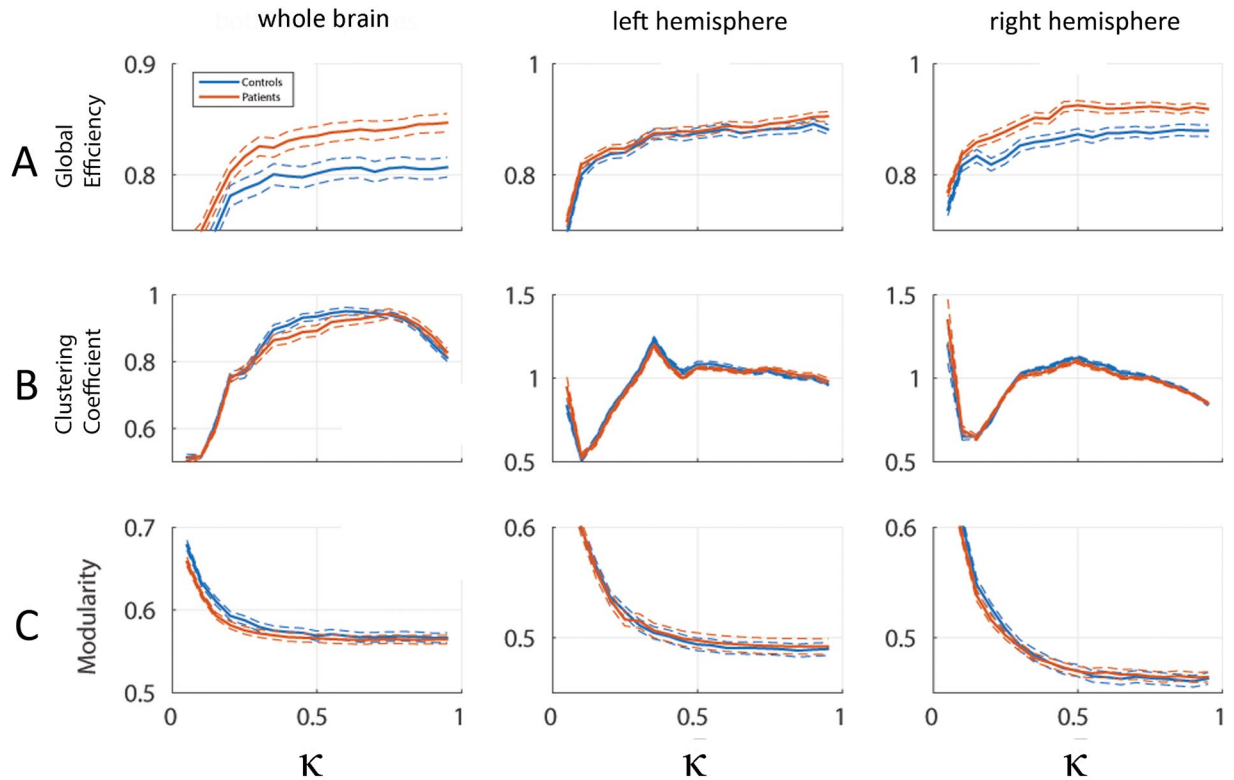 whole brain
left hemisphere
right hemisphere
A
Global
Efficiency
0.9
0.8
Controls
Patients
1
0.8
1
0.8
B
Clustering
Coefficient
1
0.8
0.6
1.5
1
0.5
1.5
1
0.5
C
Modularity
0.7
0.6
0.5
0.6
0.5
0.6
0.5
0 0.5 1
0 0.5 1
0 0.5 1
κ
κ
κ